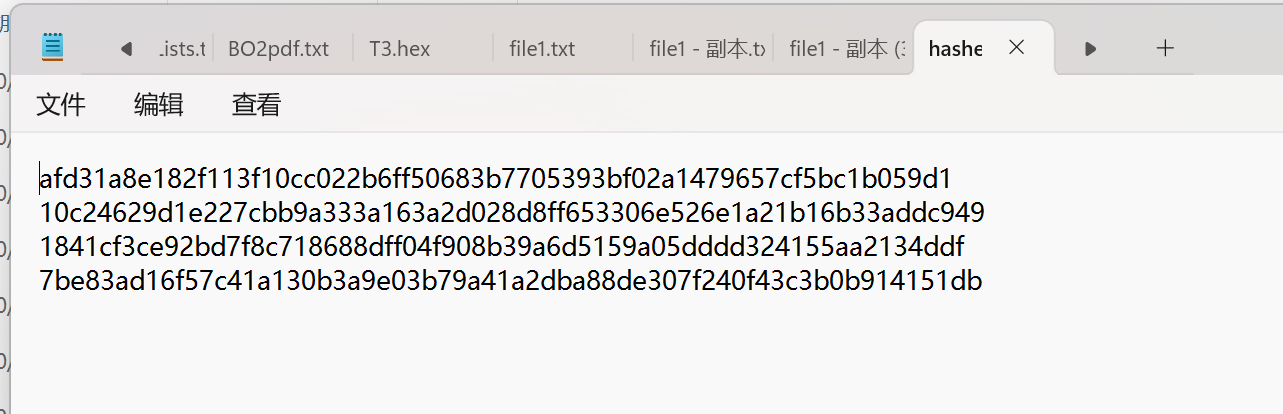 .ists.t BO2pdf.txt T3.hex file1.txt file1 - 副本.tx file1 - 副本 (3 hashe
文件 编辑 查看
afd31a8e182f113f10cc022b6ff50683b7705393bf02a1479657cf5bc1b059d1
10c24629d1e227cbb9a333a163a2d028d8ff653306e526e1a21b16b33addc949
1841cf3ce92bd7f8c718688dff04f908b39a6d5159a05dddd324155aa2134ddf
7be83ad16f57c41a130b3a9e03b79a41a2dba88de307f240f43c3b0b914151db